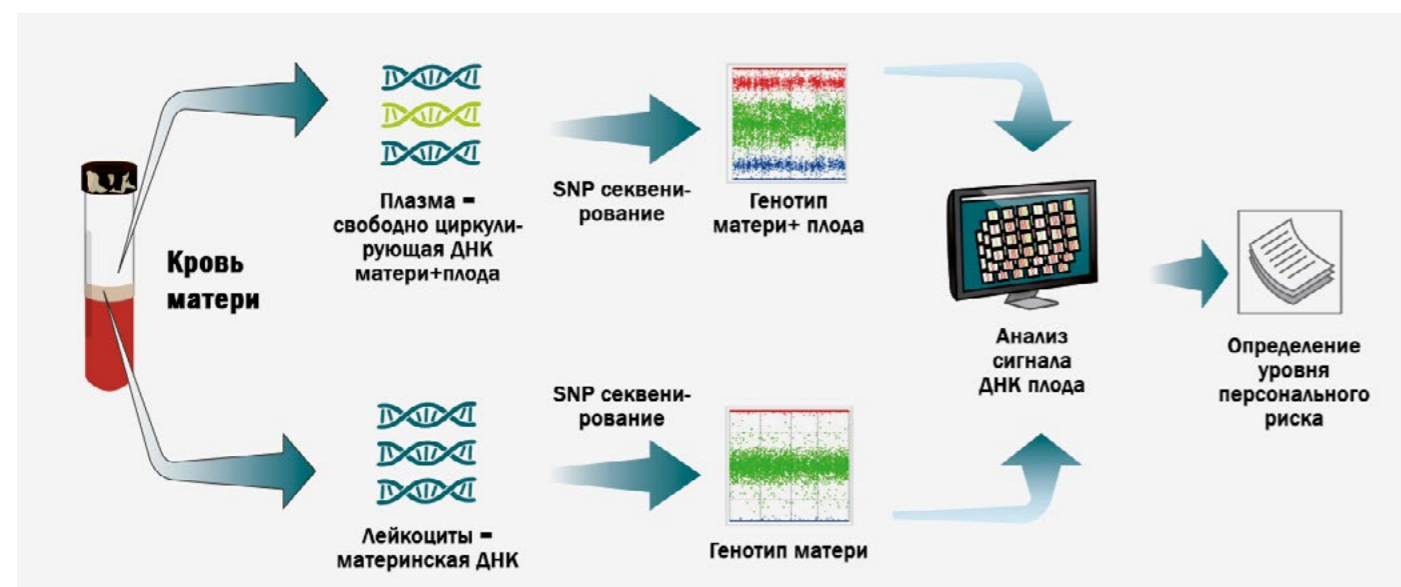 Кровь
матери
Плазма =
свободно циркули-
рующая ДНК
матери+плода
SNP секвени-
рование
Генотип
матери+ плода
Лейкоциты =
материнская ДНК
SNP секвени-
рование
Генотип матери
Анализ
сигнала
ДНК плода
Определение
уровня
персонального
риска